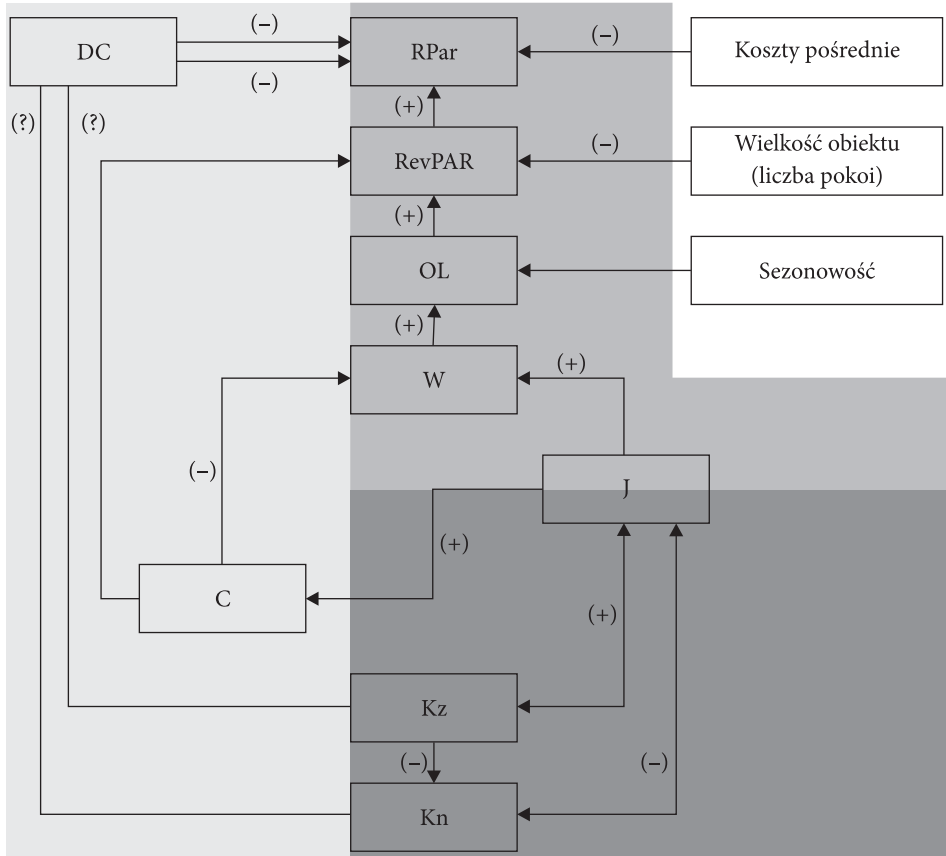 DC
(–)
(–)
RPar
(–)
Koszty pośrednie
(?)
(?)
(+)
RevPAR
(–)
Wielkość obiektu
(liczba pokoi)
(+)
OL
Sezonowość
(+)
W
(+)
(–)
J
(+)
C
(+)
Kz
(–)
(–)
Kn